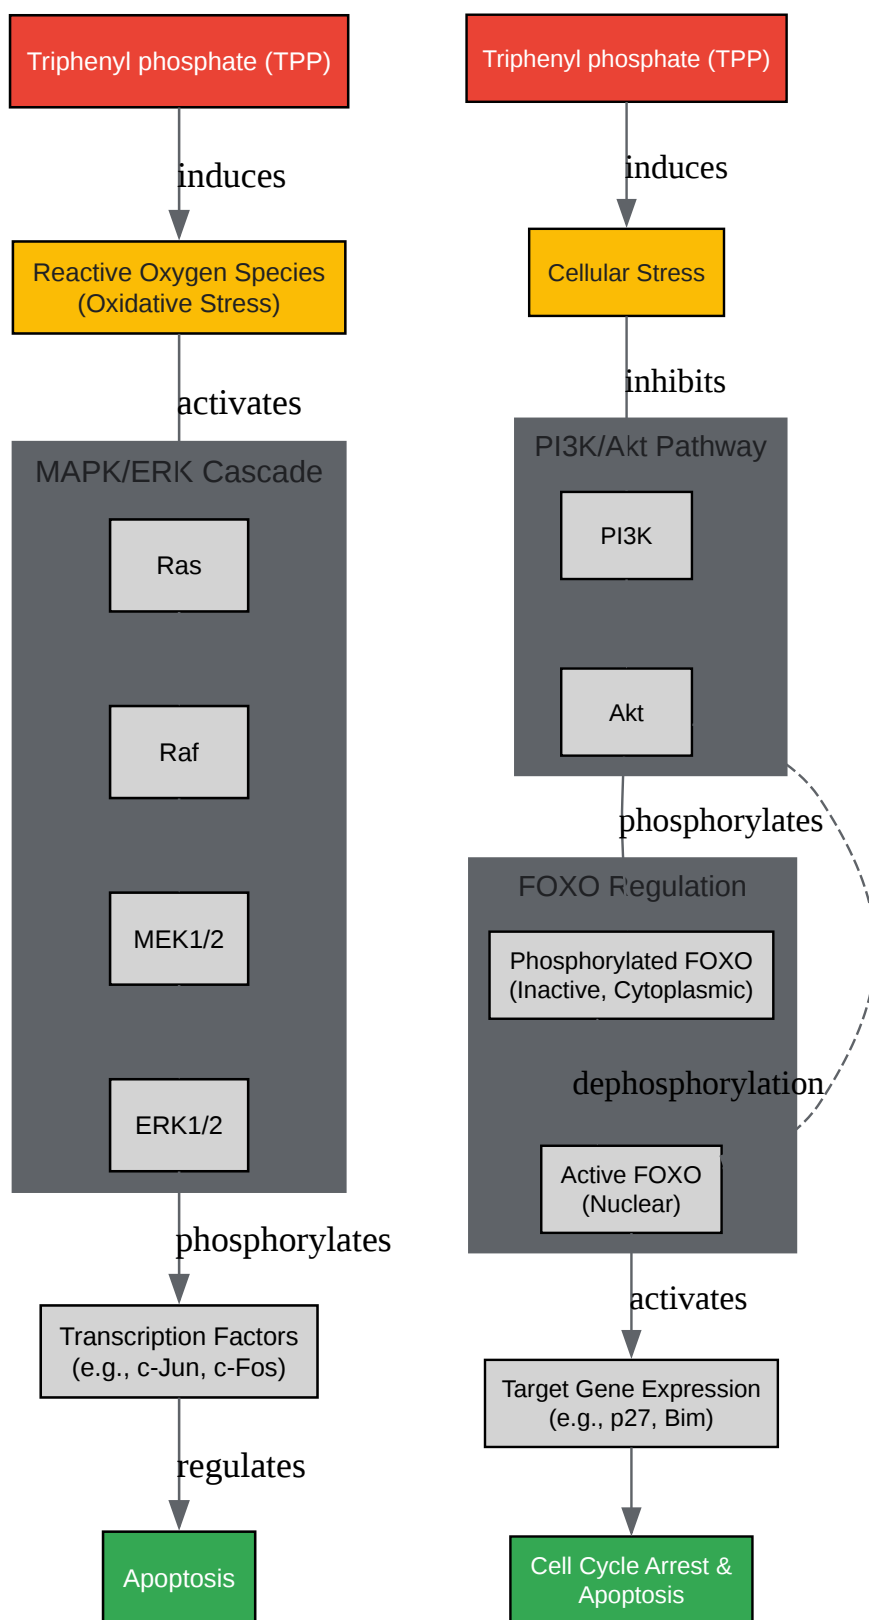 Triphenyl phosphate (TPP)
induces
Reactive Oxygen Species
(Oxidative Stress)
activates
MAPK/ERK Cascade
Ras
Raf
MEK1/2
ERK1/2
phosphorylates
Transcription Factors
(e.g., c-Jun, c-Fos)
regulates
Apoptosis
Triphenyl phosphate (TPP)
induces
Cellular Stress
inhibits
PI3K/Akt Pathway
PI3K
Akt
phosphorylates
FOXO Regulation
Phosphorylated FOXO
(Inactive, Cytoplasmic)
dephosphorylation
Active FOXO
(Nuclear)
activates
Target Gene Expression
(e.g., p27, Bim)
Cell Cycle Arrest &
Apoptosis